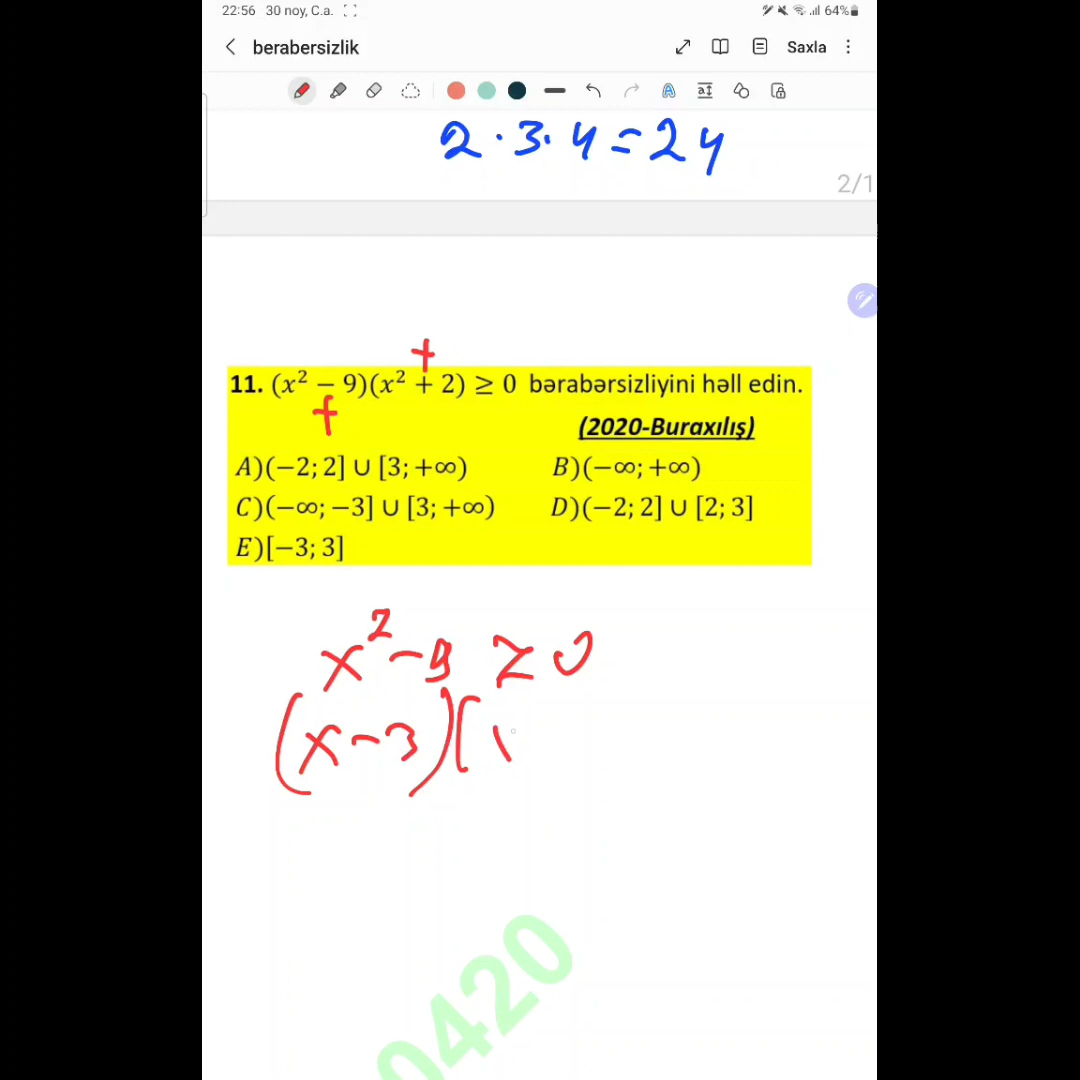 22:56 30 noy, C.a. 64%
berabersizlik Saxla
2 · 3 · 4 = 24
2/1
+
11. (x² − 9)(x² + 2) ≥ 0 bərabərsizliyini həll edin.
+
(2020-Buraxılış)
A)(−2; 2] ∪ [3; +∞) B)(−∞; +∞)
C)(−∞; −3] ∪ [3; +∞) D)(−2; 2] ∪ [2; 3]
E)[−3; 3]
x² − 9 ≥ 0
(x − 3)(
0420